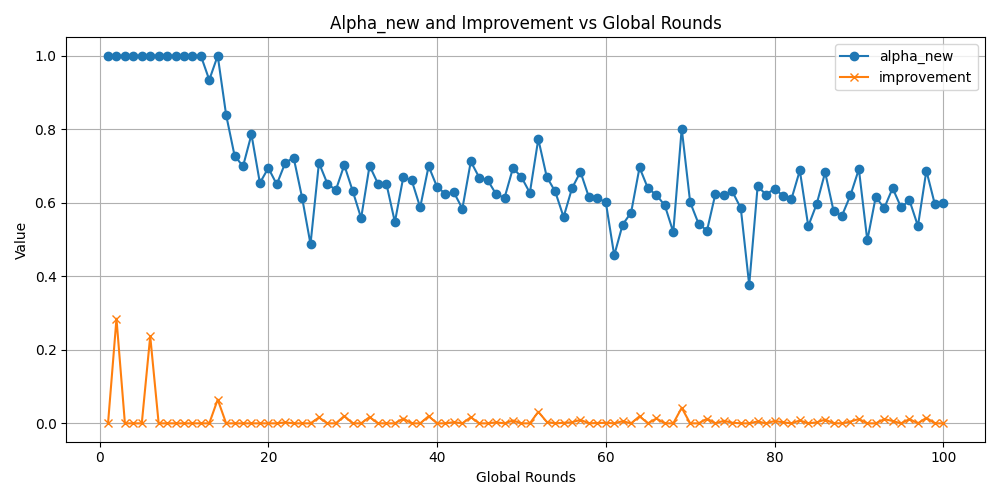 Alpha_new and Improvement vs Global Rounds
alpha_new
improvement
Value
1.0
0.8
0.6
0.4
0.2
0.0
0
20
40
60
80
100
Global Rounds